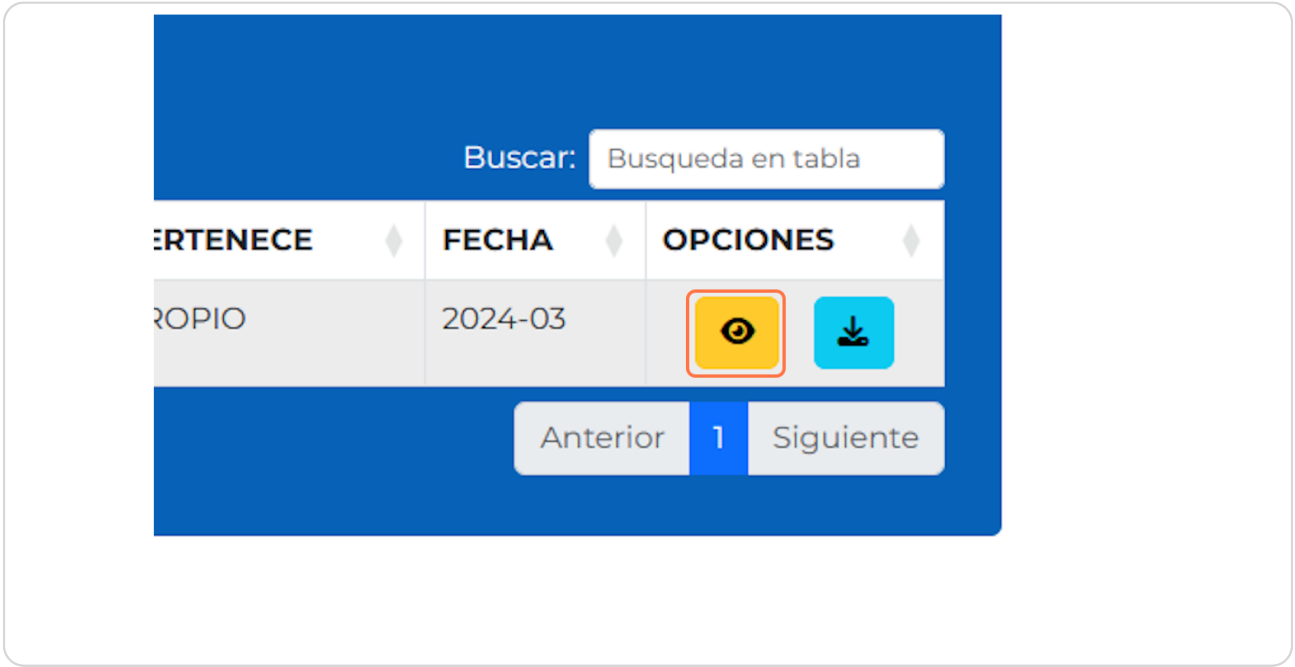 Buscar: Busqueda en tabla
ERTENECE FECHA OPCIONES
ROPIO 2024-03
Anterior 1 Siguiente